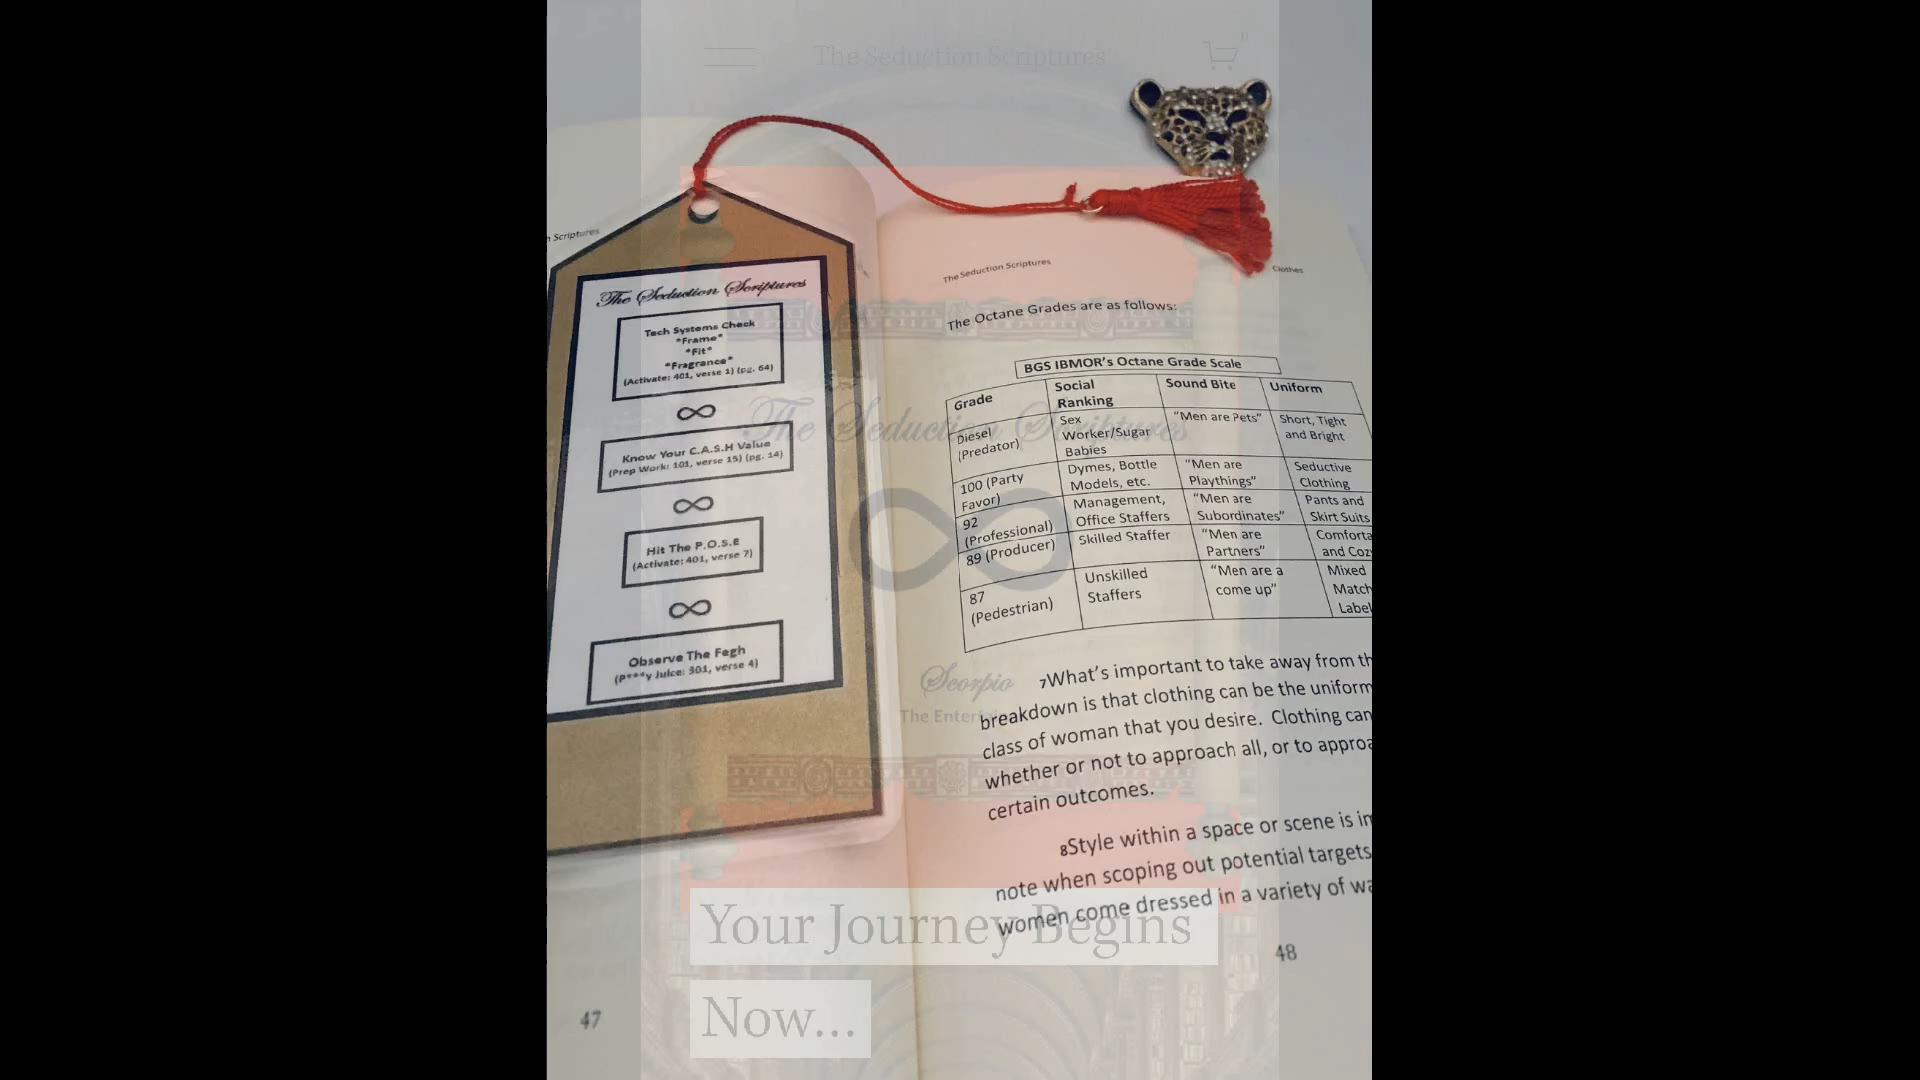 The Seduction Scriptures
0
n Scriptures
The Seduction Scriptures
Tech Systems Check
*Frame*
*Fit*
*Fragrance*
(Activate: 401, verse 1) (pg. 64)
Know Your C.A.S.H Value
(Prep Work: 101, verse 15) (pg. 14)
Hit The P.O.S.E
(Activate: 401, verse 7)
Observe The Fegh
(P***y Juice: 301, verse 4)
47
The Seduction Scriptures
Clothes
The Octane Grades are as follows:
BGS IBMOR's Octane Grade Scale
Grade
Social
Ranking
Sound Bite
Uniform
Diesel
(Predator)
Sex
Worker/Sugar
Babies
"Men are Pets"
Short, Tight
and Bright
100 (Party
Favor)
Dymes, Bottle
Models, etc.
"Men are
Playthings"
Seductive
Clothing
92
(Professional)
Management,
Office Staffers
"Men are
Subordinates"
Pants and
Skirt Suits
89 (Producer)
Skilled Staffer
"Men are
Partners"
Comforta
and Coz
87
(Pedestrian)
Unskilled
Staffers
"Men are a
come up"
Mixed
Match
Label
7What's important to take away from th
breakdown is that clothing can be the uniform
class of woman that you desire. Clothing can
whether or not to approach all, or to approa
certain outcomes.
8Style within a space or scene is in
note when scoping out potential targets
women come dressed in a variety of wa
48
The Seduction Scriptures
Scorpio
The Entertai
Your Journey Begins
Now...